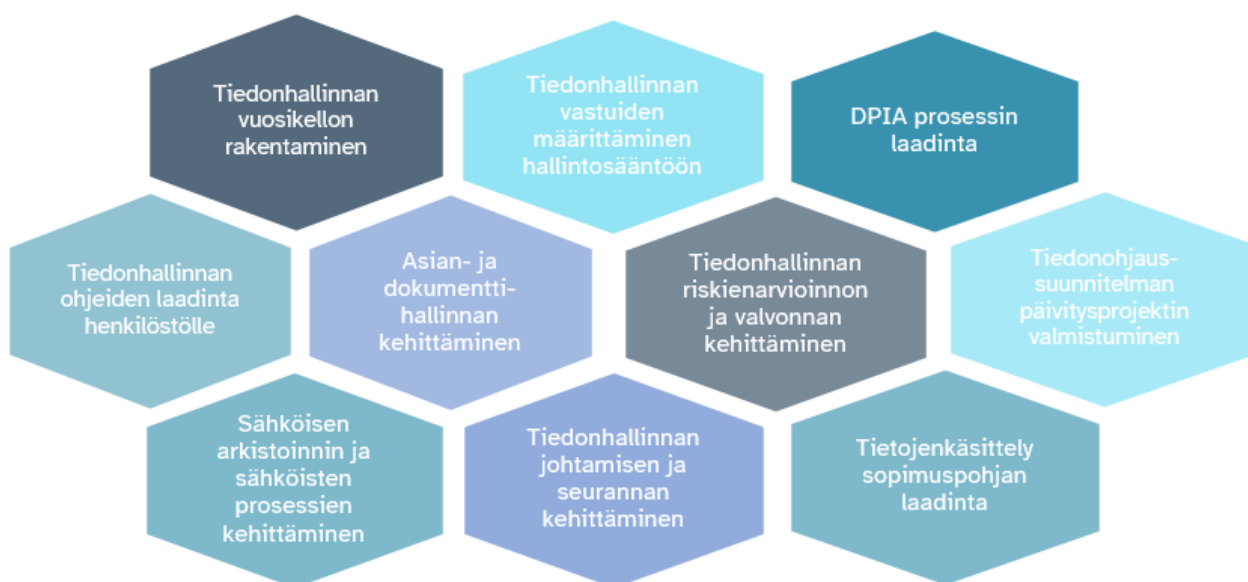 Tiedonhallinnan
vuosikellon
rakentaminen
Tiedonhallinnan
vastuiden
määrittäminen
hallintosääntöön
DPIA prosessin
laadinta
Tiedonhallinnan
ohjeiden laadinta
henkilöstölle
Asian- ja
dokumentti-
hallinnan
kehittäminen
Tiedonhallinnan
riskienarvioinnon
ja valvonnan
kehittäminen
Tiedonohjaus-
suunnitelman
päivitysprojektin
valmistuminen
Sähköisen
arkistoinnin ja
sähköisten
prosessien
kehittäminen
Tiedonhallinnan
johtamisen ja
seurannan
kehittäminen
Tietojenkäsittely
sopimuspohjan
laadinta